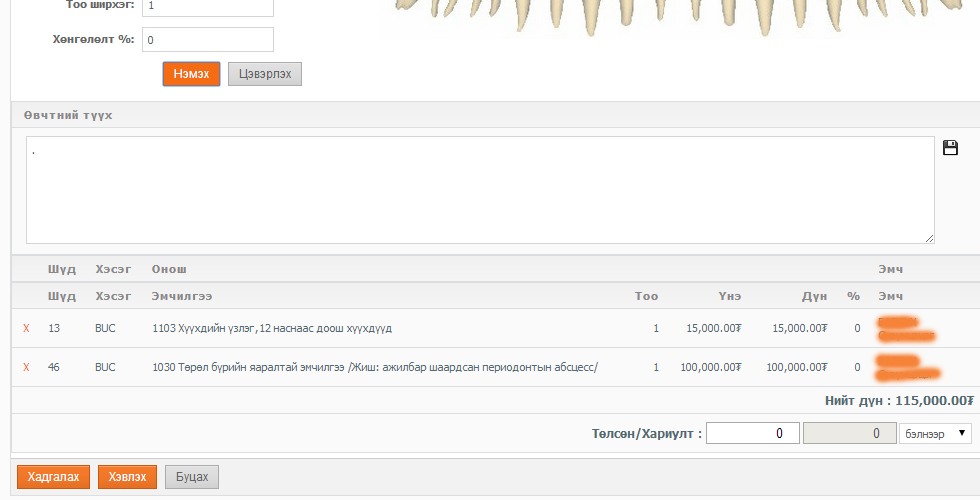 Тоо ширхэг: 1
Хөнгөлөлт %: 0
Нэмэх Цэвэрлэх
Өвчтний түүх
.
Шүд Хэсэг Онош Эмч
Шүд Хэсэг Эмчилгээ Тоо Үнэ Дүн % Эмч
X 13 BUC 1103 Хүүхдийн үзлэг,12 наснаас доош хүүхдүүд 1 15,000.00₮ 15,000.00₮ 0
X 46 BUC 1030 Төрөл бүрийн яаралтай эмчилгээ /Жиш: ажилбар шаардсан периодонтын абсцесс/ 1 100,000.00₮ 100,000.00₮ 0
Нийт дүн : 115,000.00₮
Төлсөн/Хариулт : 0 0 бэлнээр
Хадгалах Хэвлэх Буцах